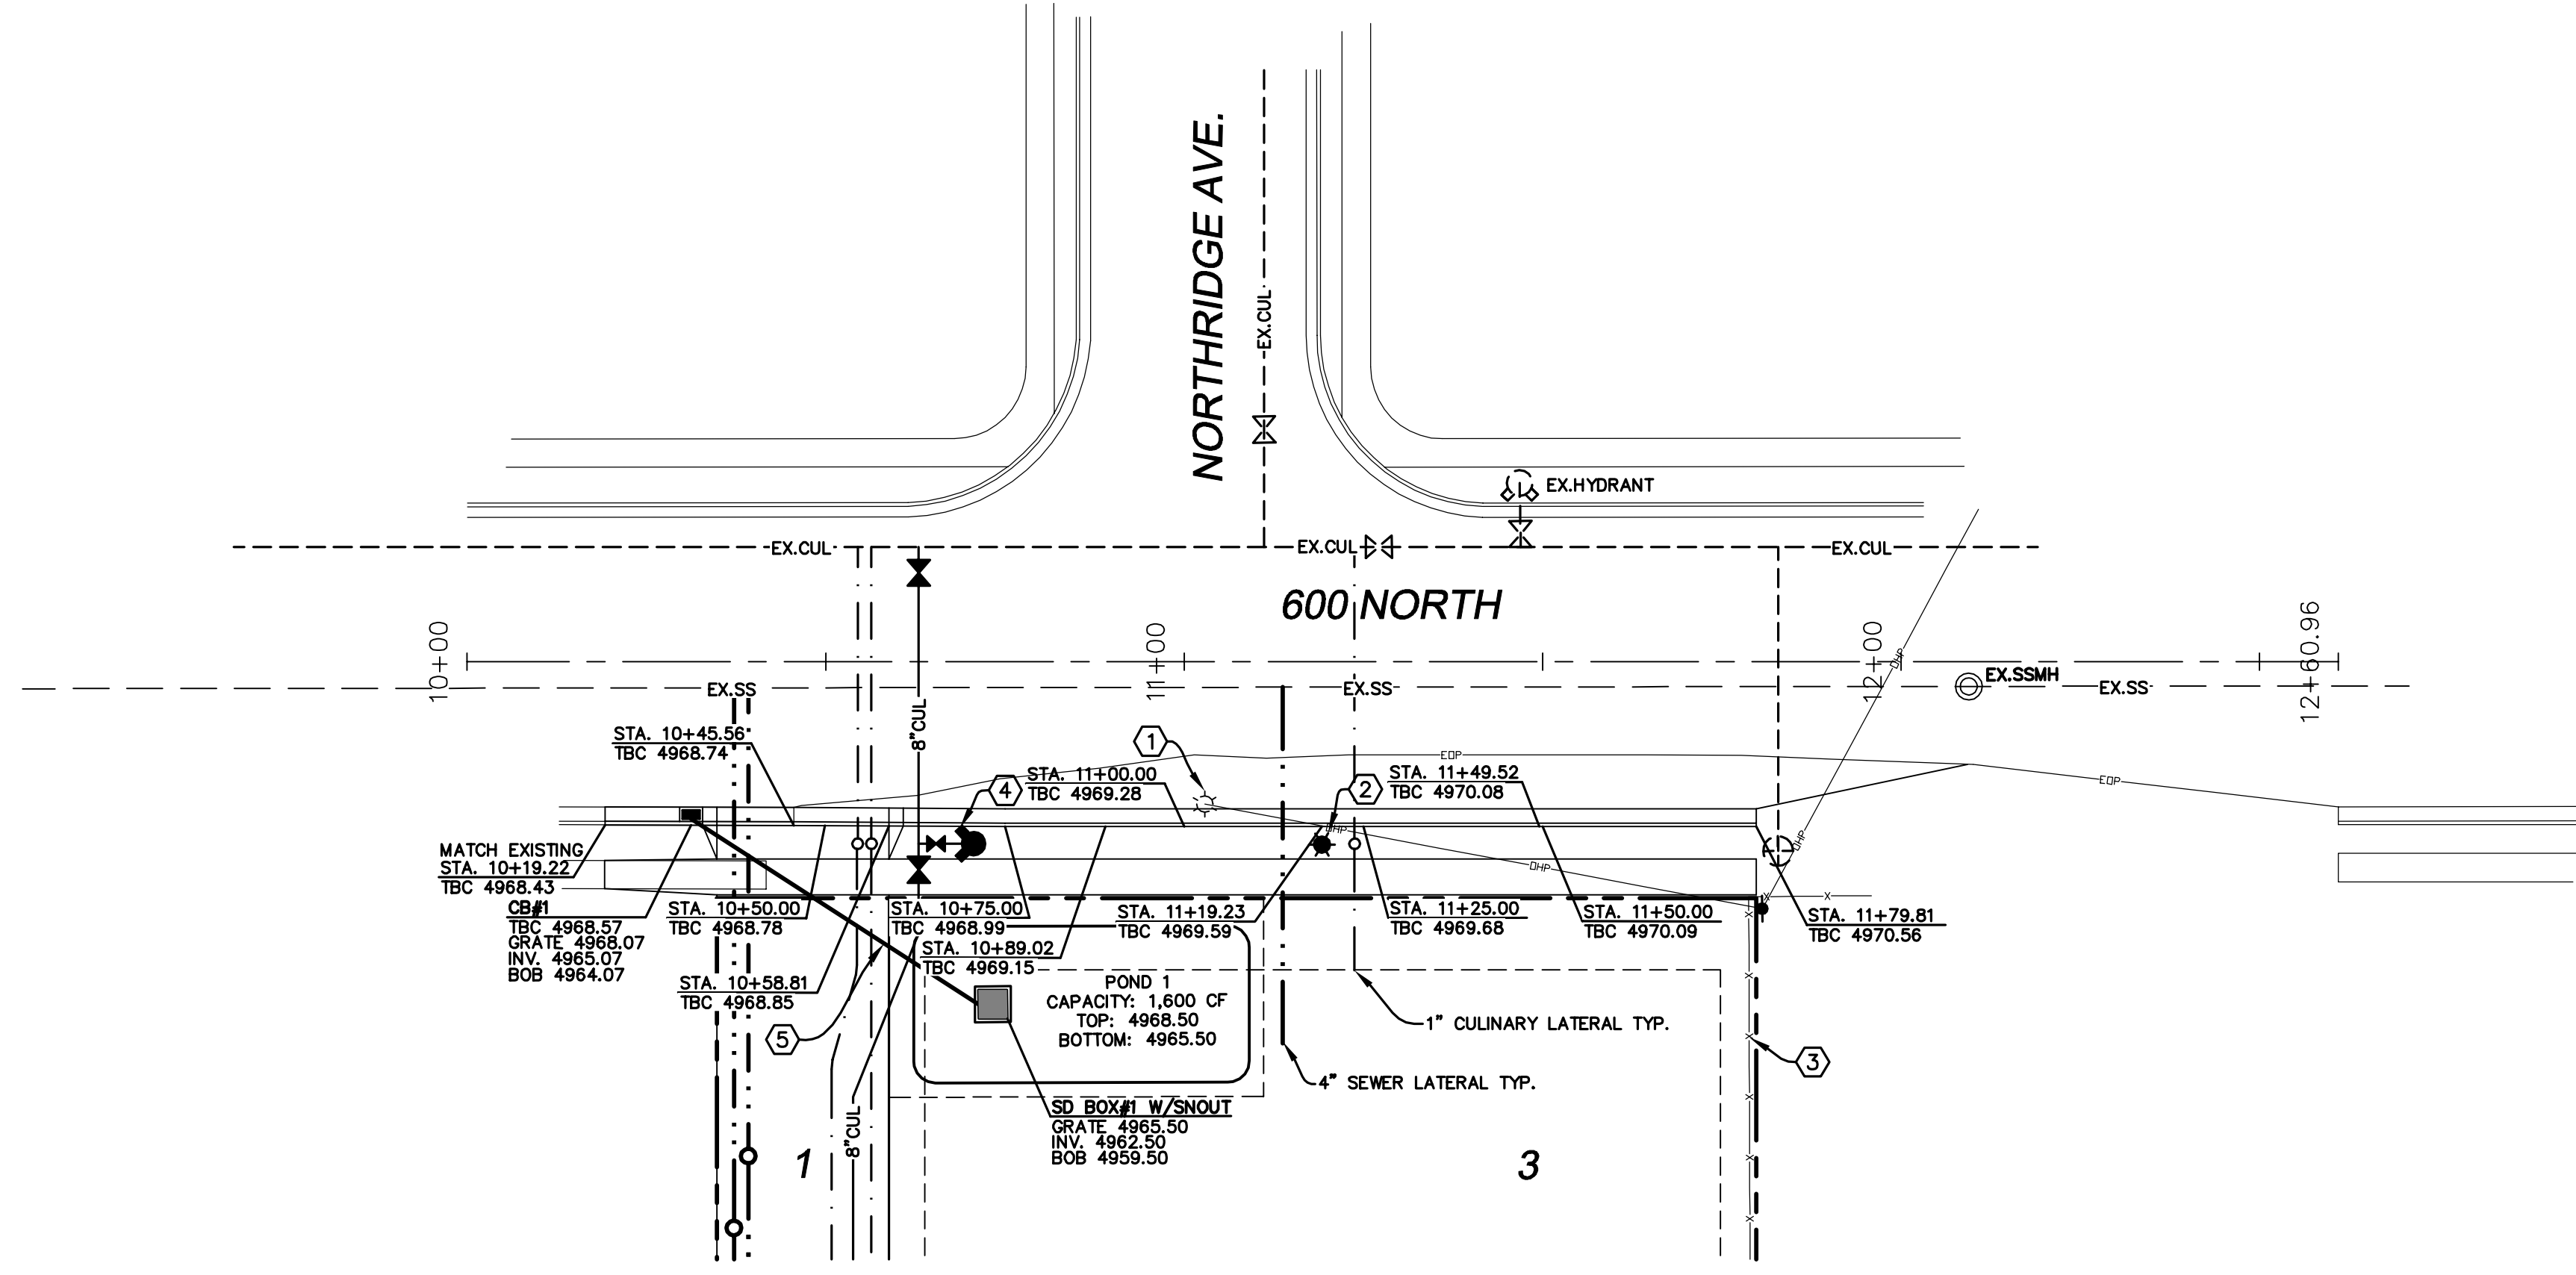 NORTHRIDGE AVE.
EX.CUL
EX.HYDRANT
EX.CUL
EX.CUL
EX.CUL
600 NORTH
10+00
11+00
12+00
12+60.96
OHP
EX.SS
EX.SS
EX.SSMH
EX.SS
8"CUL
STA. 10+45.56
TBC 4968.74
1
EOP
EOP
4
STA. 11+00.00
TBC 4969.28
2
STA. 11+49.52
TBC 4970.08
OHP
OHP
OHP
MATCH EXISTING
STA. 10+19.22
TBC 4968.43
CB#1
TBC 4968.57
GRATE 4968.07
INV. 4965.07
BOB 4964.07
STA. 10+50.00
TBC 4968.78
STA. 10+58.81
TBC 4968.85
STA. 10+75.00
TBC 4968.99
STA. 10+89.02
TBC 4969.15
STA. 11+19.23
TBC 4969.59
STA. 11+25.00
TBC 4969.68
STA. 11+50.00
TBC 4970.09
STA. 11+79.81
TBC 4970.56
POND 1
CAPACITY: 1,600 CF
TOP: 4968.50
BOTTOM: 4965.50
5
1" CULINARY LATERAL TYP.
3
4" SEWER LATERAL TYP.
SD BOX#1 W/SNOUT
GRATE 4965.50
INV. 4962.50
BOB 4959.50
8"CUL
1
3